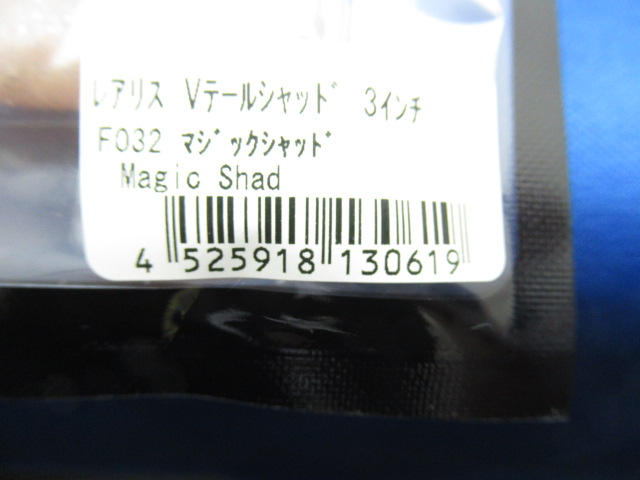 レアリス Vテールシャッド 3インチ
F032 マジックシャッド
Magic Shad
4 525918 130619